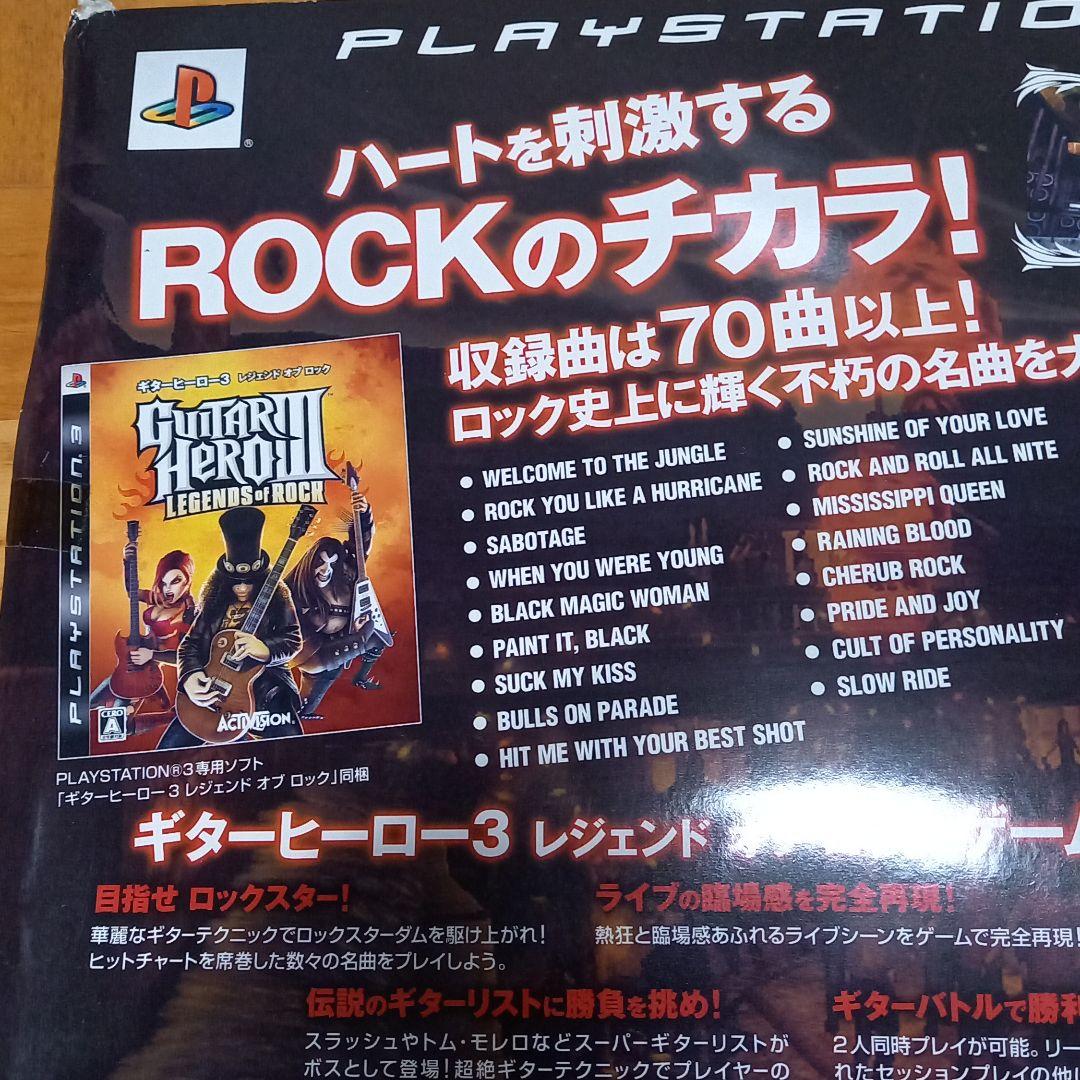 PLAYSTATIO
ハートを刺激する
ROCKのチカラ!
収録曲は70曲以上!
ロック史上に輝く不朽の名曲を大
PLAYSTATION 3
ギターヒーロー3 レジェンド オブ ロック
GUITAR
HERO III
LEGENDS of ROCK
CERO
A
ACTIVISION
PLAYSTATION®3専用ソフト
「ギターヒーロー3 レジェンド オブ ロック」同梱
• WELCOME TO THE JUNGLE
• ROCK YOU LIKE A HURRICANE
• SABOTAGE
• WHEN YOU WERE YOUNG
• BLACK MAGIC WOMAN
• PAINT IT, BLACK
• SUCK MY KISS
• BULLS ON PARADE
• HIT ME WITH YOUR BEST SHOT
• SUNSHINE OF YOUR LOVE
• ROCK AND ROLL ALL NITE
• MISSISSIPPI QUEEN
• RAINING BLOOD
• CHERUB ROCK
• PRIDE AND JOY
• CULT OF PERSONALITY
• SLOW RIDE
ギターヒーロー3 レジェンド ゲーム
目指せ ロックスター!
華麗なギターテクニックでロックスターダムを駆け上がれ!
ヒットチャートを席巻した数々の名曲をプレイしよう。
ライブの臨場感を完全再現!
熱狂と臨場感あふれるライブシーンをゲームで完全再現!
伝説のギターリストに勝負を挑め!
スラッシュやトム・モレロなどスーパーギターリストが
ボスとして登場!超絶ギターテクニックでプレイヤーの
ギターバトルで勝利
2人同時プレイが可能。リー
れたセッションプレイの他に